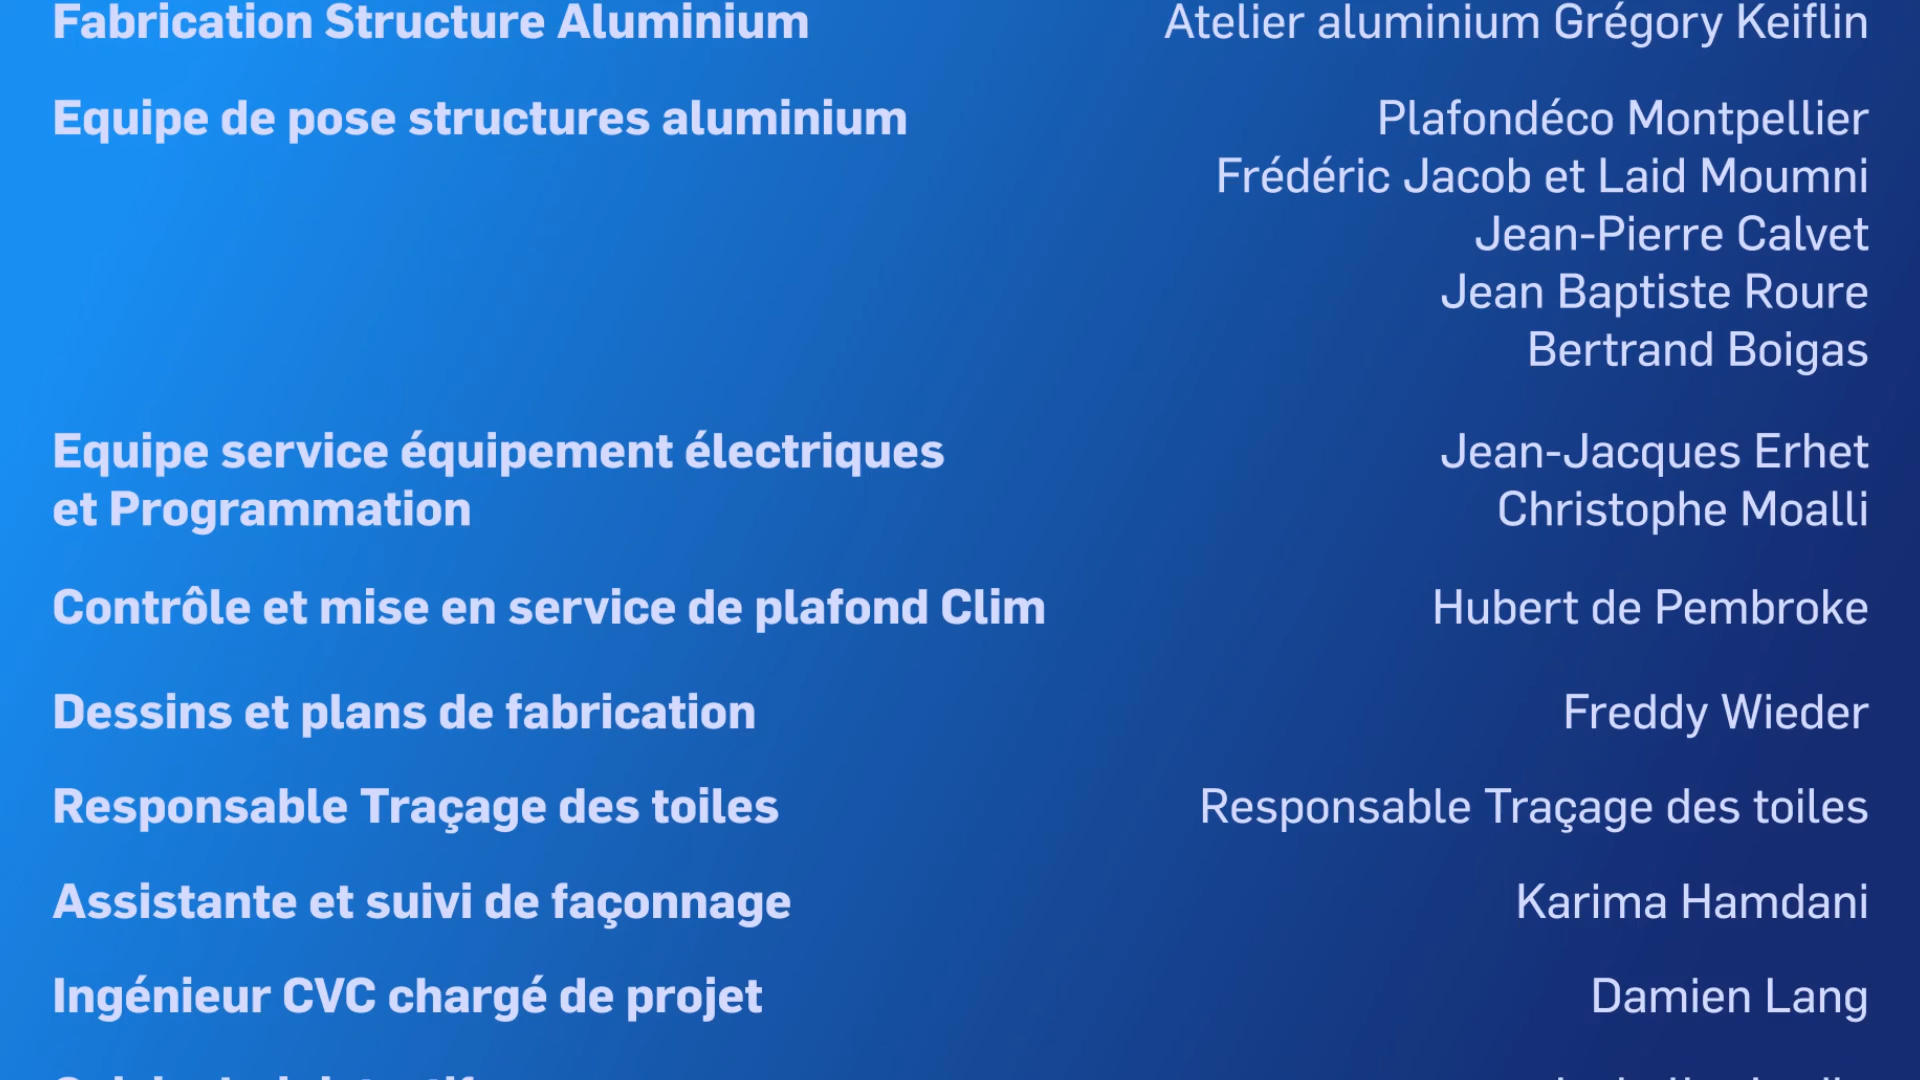 Fabrication Structure Aluminium Atelier aluminium Grégory Keiflin
Equipe de pose structures aluminium Plafondéco Montpellier
Frédéric Jacob et Laid Moumni
Jean-Pierre Calvet
Jean Baptiste Roure
Bertrand Boigas
Equipe service équipement électriques Jean-Jacques Erhet
et Programmation Christophe Moalli
Contrôle et mise en service de plafond Clim Hubert de Pembroke
Dessins et plans de fabrication Freddy Wieder
Responsable Traçage des toiles Responsable Traçage des toiles
Assistante et suivi de façonnage Karima Hamdani
Ingénieur CVC chargé de projet Damien Lang